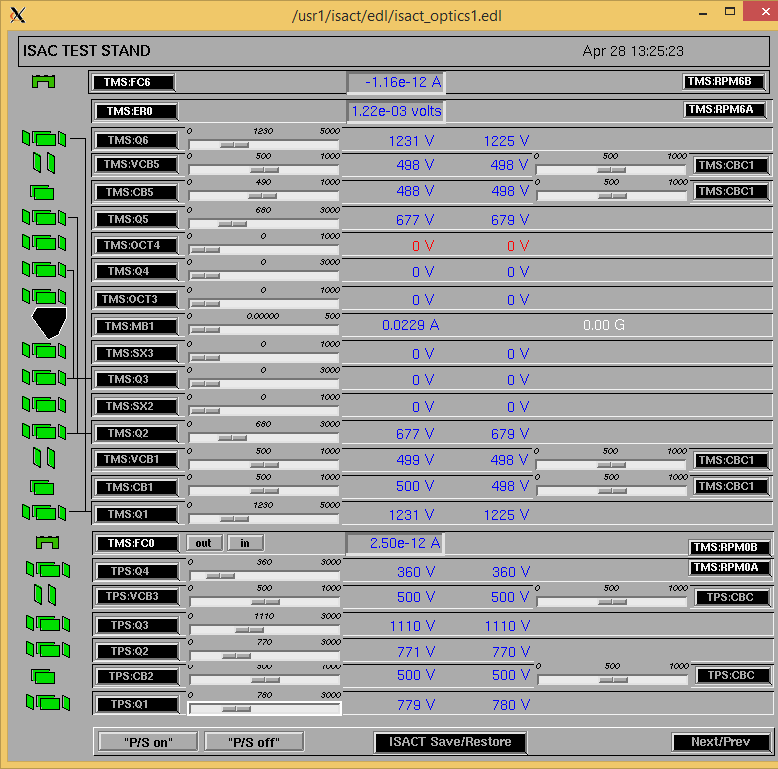 /usr1/isact/edl/isact_optics1.edl
ISAC TEST STAND Apr 28 13:25:23
TMS:FC6 -1.16e-12 A TMS:RPM6B
TMS:ER0 1.22e-03 volts TMS:RPM6A
TMS:Q6 0 1230 5000 1231 V 1225 V
TMS:VCB5 0 500 1000 498 V 498 V 0 500 1000 TMS:CBC1
TMS:CB5 0 490 1000 488 V 498 V 0 500 1000 TMS:CBC1
TMS:Q5 0 680 3000 677 V 679 V
TMS:OCT4 0 0 1000 0 V 0 V
TMS:Q4 0 0 3000 0 V 0 V
TMS:OCT3 0 0 1000 0 V 0 V
TMS:MB1 0 0.00000 500 0.0229 A 0.00 G
TMS:SX3 0 0 1000 0 V 0 V
TMS:Q3 0 0 3000 0 V 0 V
TMS:SX2 0 0 1000 0 V 0 V
TMS:Q2 0 680 3000 677 V 679 V
TMS:VCB1 0 500 1000 499 V 498 V 0 500 1000 TMS:CBC1
TMS:CB1 0 500 1000 500 V 498 V 0 500 1000 TMS:CBC1
TMS:Q1 0 1230 5000 1231 V 1225 V
TMS:FC0 out in 2.50e-12 A TMS:RPM0B
TPS:Q4 0 360 3000 360 V 360 V TMS:RPM0A
TPS:VCB3 0 500 1000 500 V 500 V 0 500 1000 TPS:CBC
TPS:Q3 0 1110 3000 1110 V 1110 V
TPS:Q2 0 770 3000 771 V 770 V
TPS:CB2 0 500 1000 500 V 500 V 0 500 1000 TPS:CBC
TPS:Q1 0 780 3000 779 V 780 V
"P/S on" "P/S off" ISACT Save/Restore Next/Prev